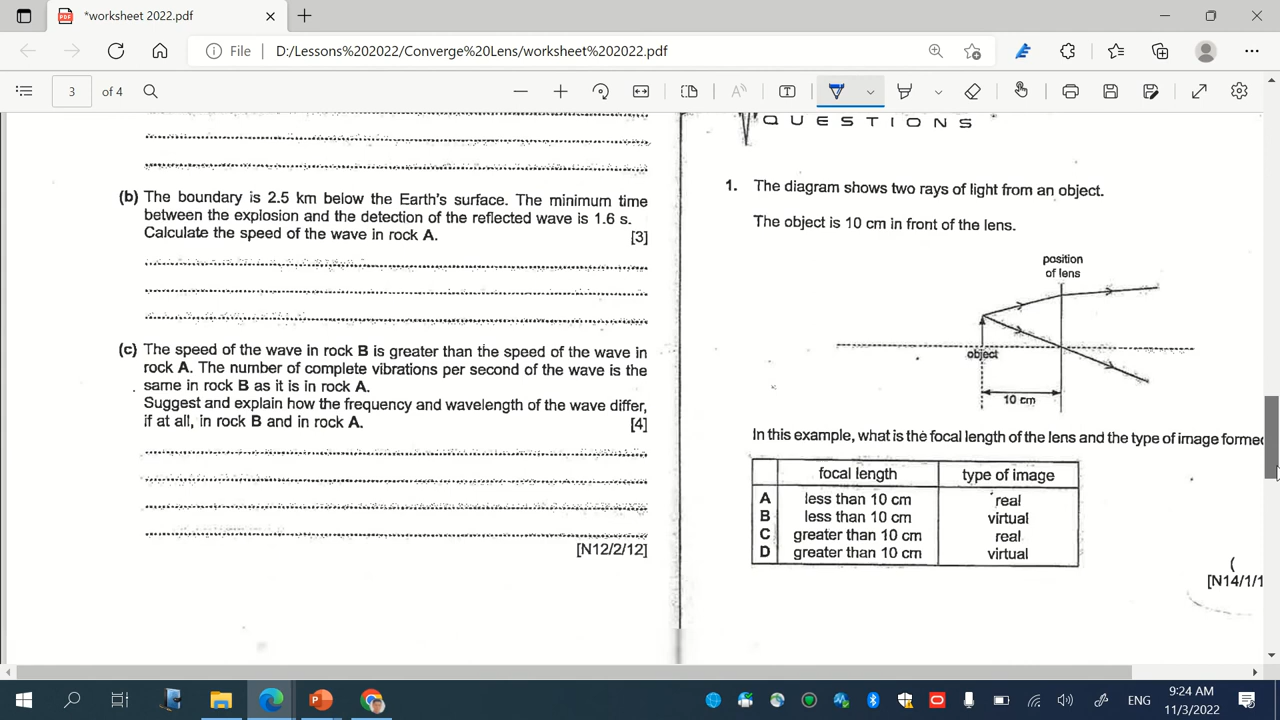 *worksheet 2022.pdf
File
D:/Lessons%202022/Converge%20Lens/worksheet%202022.pdf
3
of 4
(b) The boundary is 2.5 km below the Earth's surface. The minimum time
between the explosion and the detection of the reflected wave is 1.6 s.
Calculate the speed of the wave in rock A. [3]
(c) The speed of the wave in rock B is greater than the speed of the wave in
rock A. The number of complete vibrations per second of the wave is the
same in rock B as it is in rock A.
Suggest and explain how the frequency and wavelength of the wave differ,
if at all, in rock B and in rock A. [4]
[N12/2/12]
QUESTIONS
1. The diagram shows two rays of light from an object.
The object is 10 cm in front of the lens.
position
of lens
object
10 cm
In this example, what is the focal length of the lens and the type of image formed
focal length type of image
A less than 10 cm real
B less than 10 cm virtual
C greater than 10 cm real
D greater than 10 cm virtual
(
[N14/1/1
ENG
9:24 AM
11/3/2022